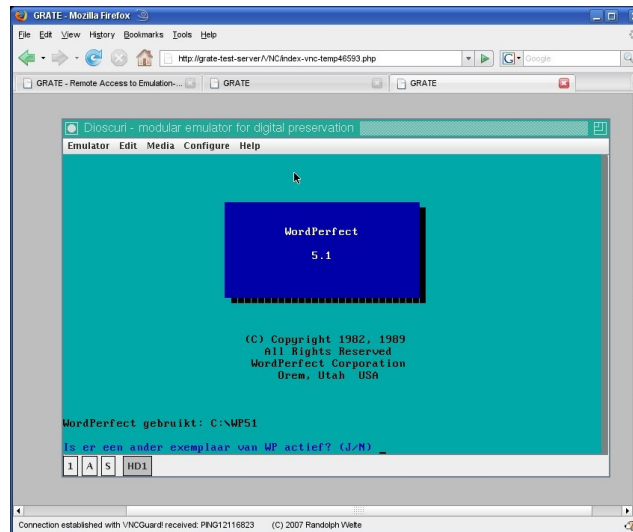 GRATE - Mozilla Firefox
File Edit View History Bookmarks Tools Help
http://grate-test-server/VNC/index-vnc-temp46593.php
Google
GRATE - Remote Access to Emulation-...
GRATE
GRATE
Dioscuri - modular emulator for digital preservation
Emulator Edit Media Configure Help
WordPerfect
5.1
(C) Copyright 1982, 1989
All Rights Reserved
WordPerfect Corporation
Orem, Utah USA
WordPerfect gebruikt: C:\WP51
Is er een ander exemplaar van WP actief? (J/N) _
1 A S HD1
Connection established with VNCGuard! received: PING12116823 (C) 2007 Randolph Welte